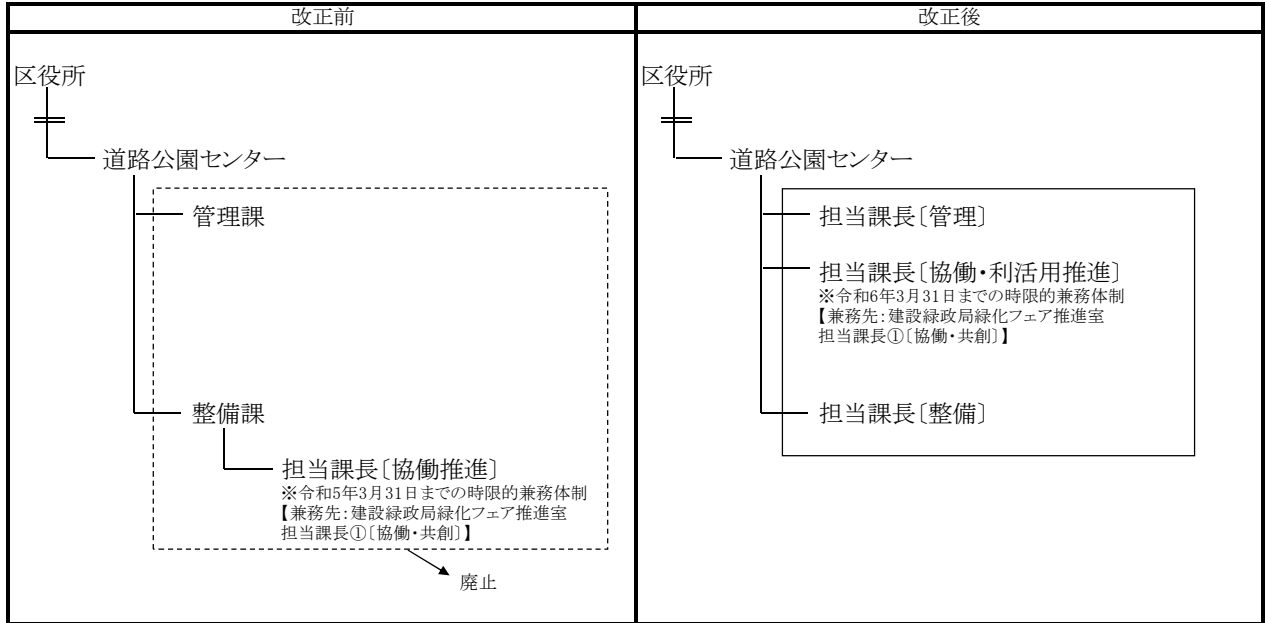 改正前
区役所
道路公園センター
管理課
整備課
担当課長〔協働推進〕
※令和5年3月31日までの時限的兼務体制
【兼務先：建設緑政局緑化フェア推進室
担当課長①〔協働・共創〕】
廃止
改正後
区役所
道路公園センター
担当課長〔管理〕
担当課長〔協働・利活用推進〕
※令和6年3月31日までの時限的兼務体制
【兼務先：建設緑政局緑化フェア推進室
担当課長①〔協働・共創〕】
担当課長〔整備〕